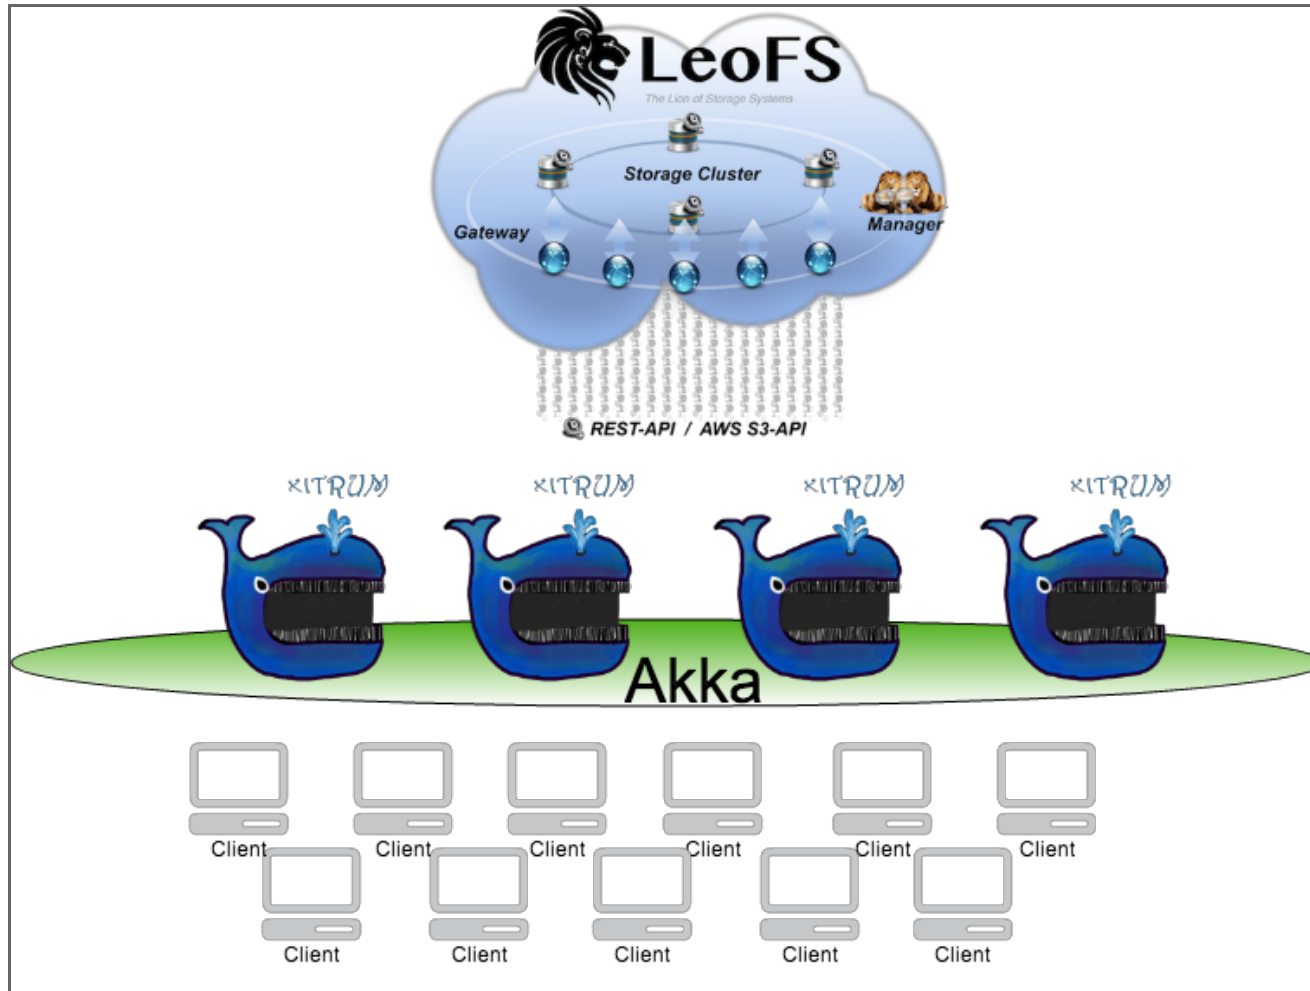 LeoFS
The Lion of Storage Systems
Storage Cluster
Gateway
Manager
REST-API / AWS S3-API
XITRUM XITRUM XITRUM XITRUM
Akka
Client Client Client Client Client Client
Client Client Client Client Client